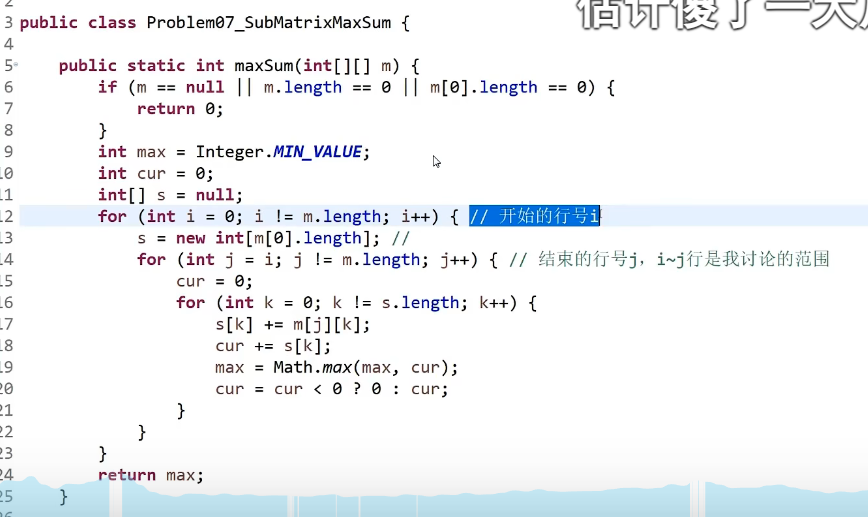 估计傻了一天
3 public class Problem07_SubMatrixMaxSum {
4
5 public static int maxSum(int[][] m) {
6 if (m == null || m.length == 0 || m[0].length == 0) {
7 return 0;
8 }
9 int max = Integer.MIN_VALUE;
10 int cur = 0;
11 int[] s = null;
12 for (int i = 0; i != m.length; i++) { // 开始的行号i
13 s = new int[m[0].length]; //
14 for (int j = i; j != m.length; j++) { // 结束的行号j，i~j行是我讨论的范围
15 cur = 0;
16 for (int k = 0; k != s.length; k++) {
17 s[k] += m[j][k];
18 cur += s[k];
19 max = Math.max(max, cur);
20 cur = cur < 0 ? 0 : cur;
21 }
22 }
23 }
24 return max;
25 }